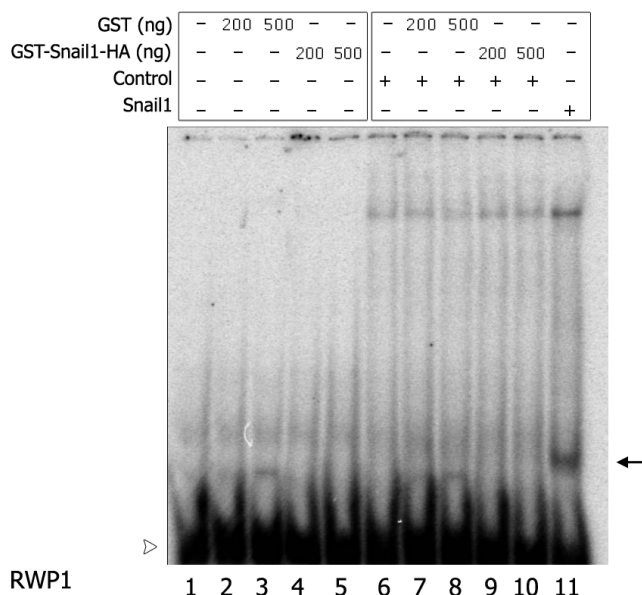 GST (ng) – 200 500 – – – 200 500 – – –
GST-Snail1-HA (ng) – – – 200 500 – – – 200 500 –
Control – – – – – + + + + + –
Snail1 – – – – – – – – – – +
RWP1 1 2 3 4 5 6 7 8 9 10 11